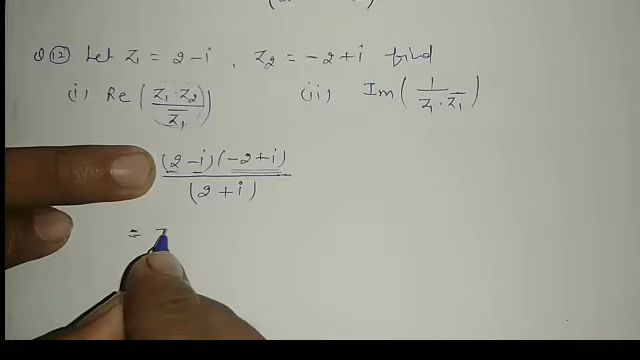 Q 12 Let Z₁ = 2 - i , Z₂ = -2 + i find
(i) Re ( Z₁ · Z₂ / Z̅₁ ) (ii) Im ( 1 / Z₁ · Z̅₁ )
(2 - i)(-2 + i) / (2 + i)
=